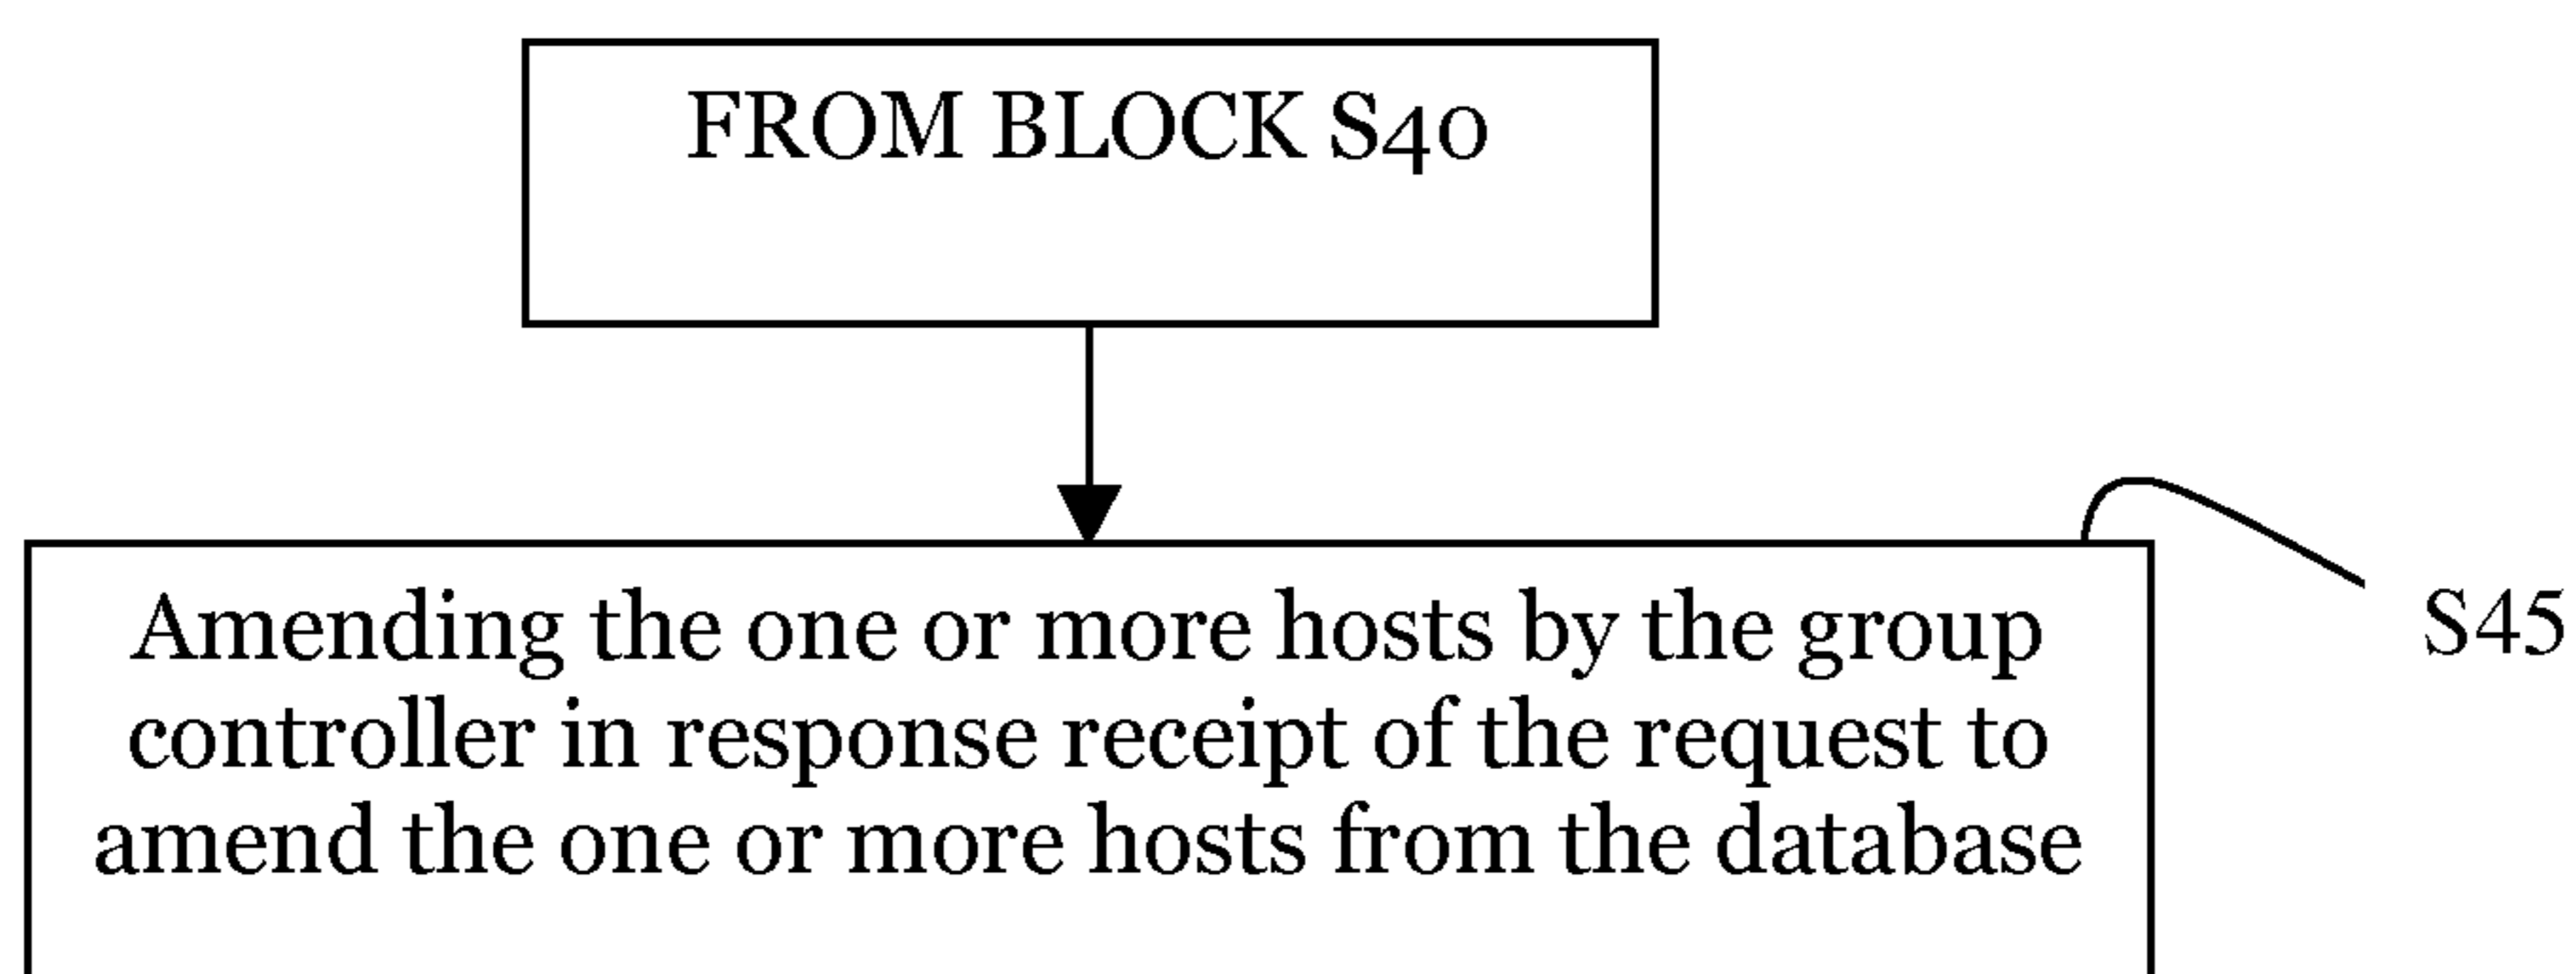 FROM BLOCK S40
Amending the one or more hosts by the group
controller in response receipt of the request to
amend the one or more hosts from the database
S45